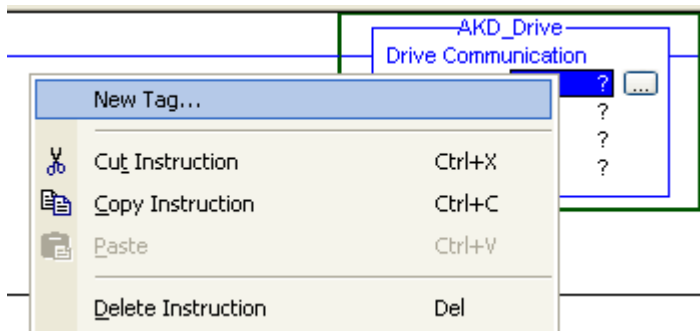 AKD_Drive
Drive Communication
? ...
?
?
?
New Tag...
Cut Instruction Ctrl+X
Copy Instruction Ctrl+C
Paste Ctrl+V
Delete Instruction Del